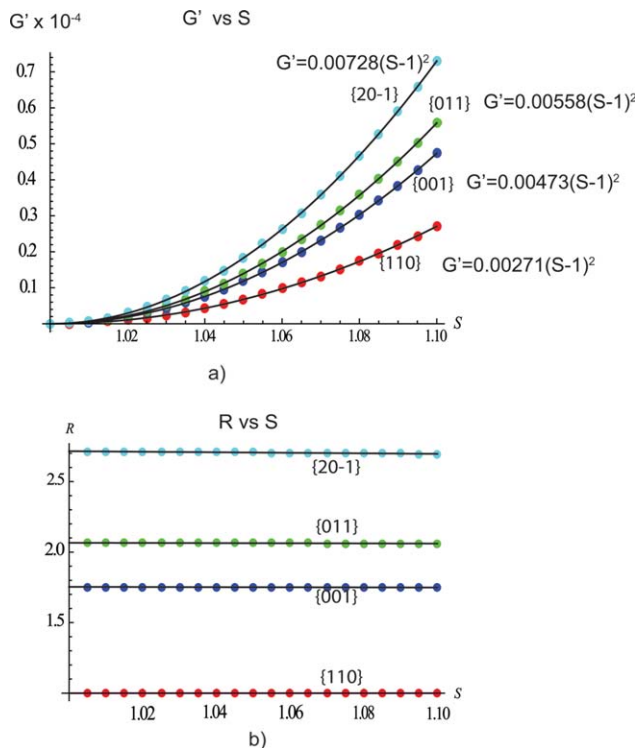 G’ x 10-4
G’ vs S
0.7
0.6
0.5
0.4
0.3
0.2
0.1
G’=0.00728(S-1)2
{20-1}
{011} G’=0.00558(S-1)2
{001} G’=0.00473(S-1)2
{110} G’=0.00271(S-1)2
1.02 1.04 1.06 1.08 1.10 S
a)
R vs S
R
2.5
2.0
1.5
{20-1}
{011}
{001}
{110}
1.02 1.04 1.06 1.08 1.10 S
b)